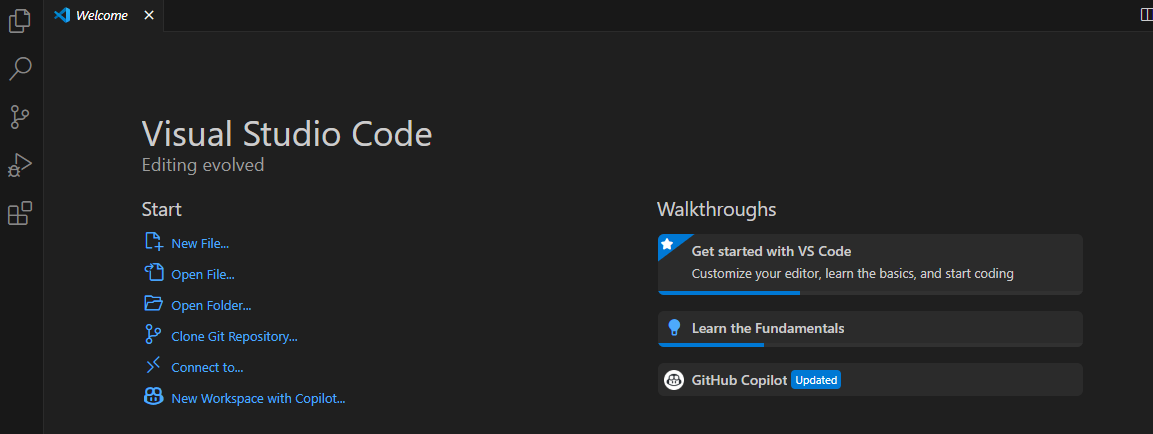 Welcome
Visual Studio Code
Editing evolved
Start
New File...
Open File...
Open Folder...
Clone Git Repository...
Connect to...
New Workspace with Copilot...
Walkthroughs
Get started with VS Code
Customize your editor, learn the basics, and start coding
Learn the Fundamentals
GitHub Copilot Updated